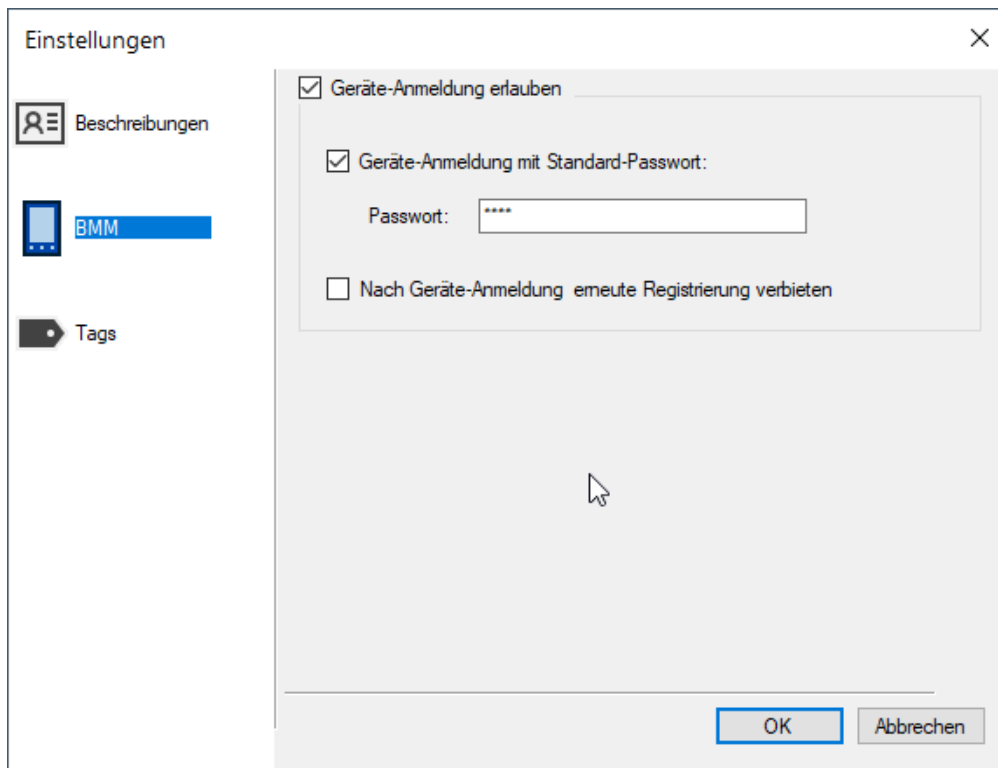 Einstellungen
Beschreibungen
BMM
Tags
Geräte-Anmeldung erlauben
Geräte-Anmeldung mit Standard-Passwort:
Passwort: ****
Nach Geräte-Anmeldung erneute Registrierung verbieten
OK Abbrechen